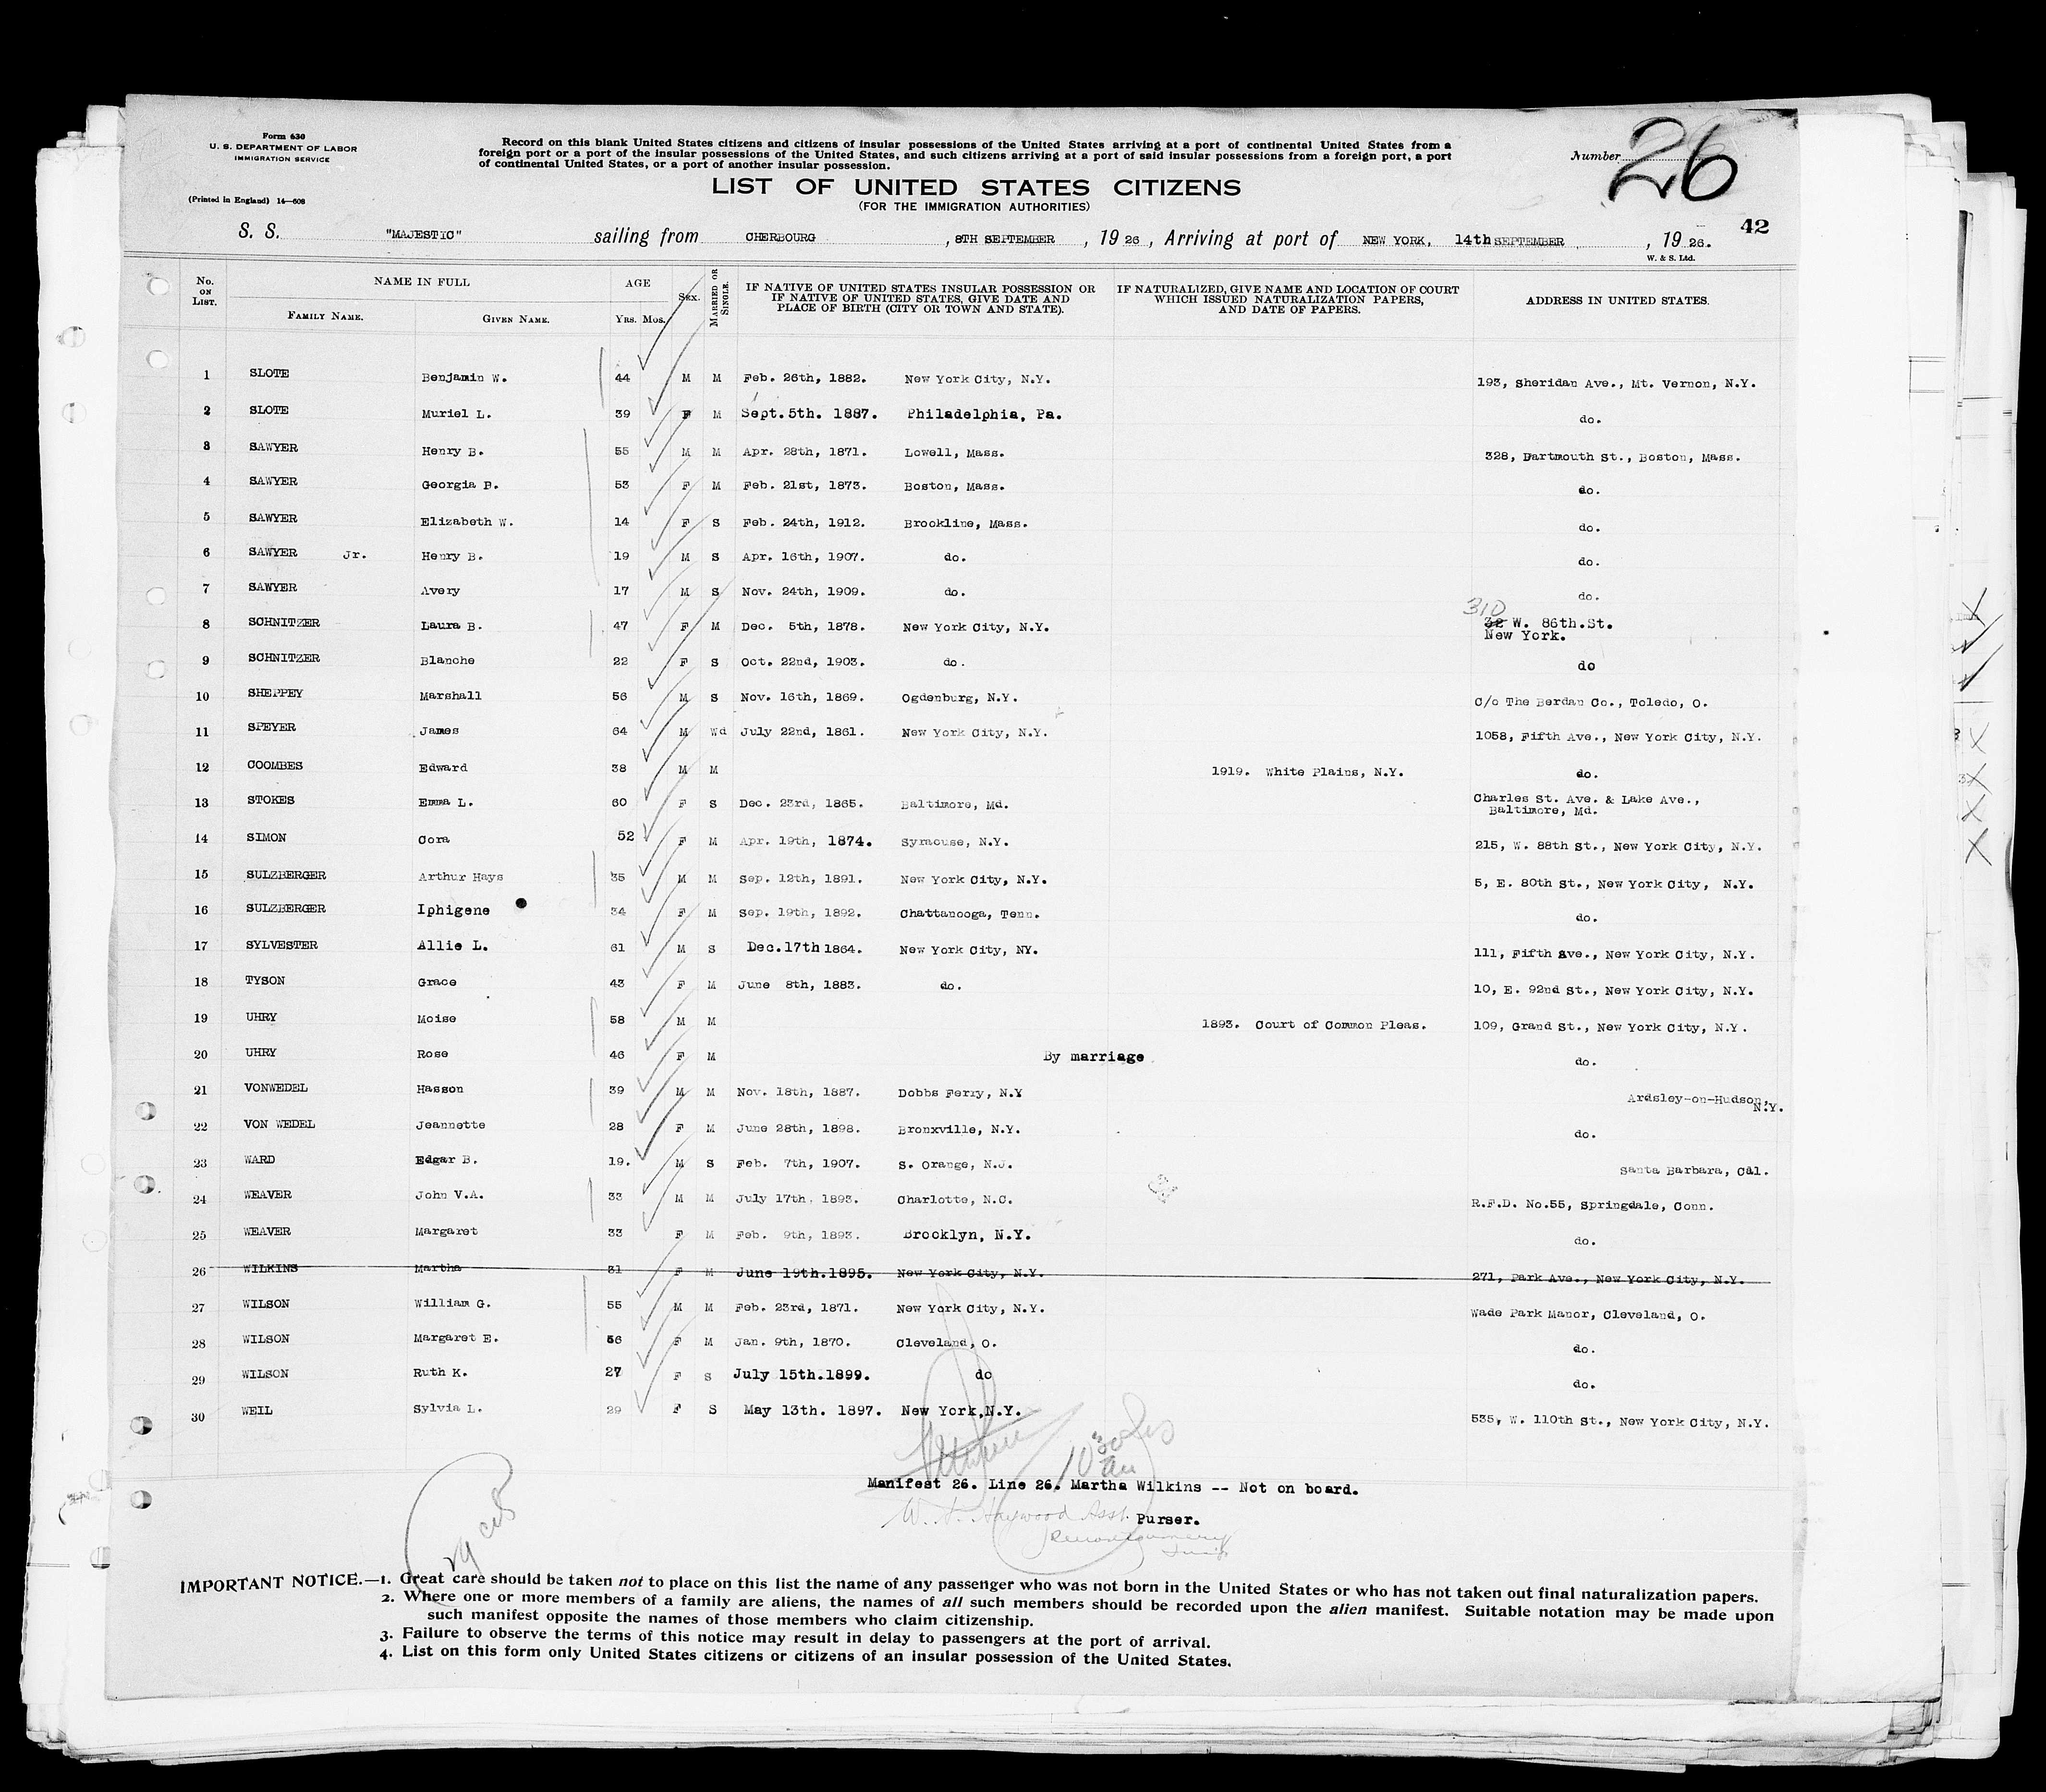 Form 630
U. S. DEPARTMENT OF LABOR
IMMIGRATION SERVICE
(Printed in England) 14—608
Record on this blank United States citizens and citizens of insular possessions of the United States arriving at a port of continental United States from a
foreign port or a port of the insular possessions of the United States, and such citizens arriving at a port of said insular possessions from a foreign port, a port
of continental United States, or a port of another insular possession.
Number 26
LIST OF UNITED STATES CITIZENS
(FOR THE IMMIGRATION AUTHORITIES)
42
S. S. "MAJESTIC" sailing from CHERBOURG, 8TH SEPTEMBER, 19 26, Arriving at port of NEW YORK, 14th SEPTEMBER, 19 26.
W. & S. Ltd.
No. ON LIST. NAME IN FULL FAMILY NAME. GIVEN NAME. AGE YRS. MOS. SEX. MARRIED OR SINGLE. IF NATIVE OF UNITED STATES INSULAR POSSESSION OR IF NATIVE OF UNITED STATES, GIVE DATE AND PLACE OF BIRTH (CITY OR TOWN AND STATE). IF NATURALIZED, GIVE NAME AND LOCATION OF COURT WHICH ISSUED NATURALIZATION PAPERS, AND DATE OF PAPERS. ADDRESS IN UNITED STATES.
1 SLOTE Benjamin W. 44 M M Feb. 26th, 1882. New York City, N.Y. 193, Sheridan Ave., Mt. Vernon, N.Y.
2 SLOTE Muriel L. 39 F M Sept. 5th. 1887. Philadelphia, Pa. do.
3 SAWYER Henry B. 55 M M Apr. 28th, 1871. Lowell, Mass. 328, Dartmouth St., Boston, Mass.
4 SAWYER Georgia P. 53 F M Feb. 21st, 1873. Boston, Mass. do.
5 SAWYER Elizabeth W. 14 F S Feb. 24th, 1912. Brookline, Mass. do.
6 SAWYER Jr. Henry B. 19 M S Apr. 16th, 1907. do. do.
7 SAWYER Avery 17 M S Nov. 24th, 1909. do. do.
310
8 SCHNITZER Laura B. 47 F M Dec. 5th, 1878. New York City, N.Y. 32 W. 86th.St.
New York.
9 SCHNITZER Blanche 22 F S Oct. 22nd, 1903. do. do
10 SHEPPEY Marshall 56 M S Nov. 16th, 1869. Ogdenburg, N.Y. C/o The Berdan Co., Toledo, O.
11 SPEYER James 64 M Wd July 22nd, 1861. New York City, N.Y. 1058, Fifth Ave., New York City, N.Y.
12 COOMBES Edward 38 M M 1919. White Plains, N.Y. do.
13 STOKES Emma L. 60 F S Dec. 23rd, 1865. Baltimore, Md. Charles St. Ave. & Lake Ave.,
Baltimore, Md.
14 SIMON Cora 52 F M Apr. 19th, 1874. Syracuse, N.Y. 215, W. 88th St., New York City, N.Y.
15 SULZBERGER Arthur Hays 35 M M Sep. 12th, 1891. New York City, N.Y. 5, E. 80th St., New York City, N.Y.
16 SULZBERGER Iphigene 34 F M Sep. 19th, 1892. Chattanooga, Tenn. do.
17 SYLVESTER Allie L. 61 M S Dec.17th 1864. New York City, NY. 111, Fifth Ave., New York City, N.Y.
18 TYSON Grace 43 F M June 8th, 1883. do. 10, E. 92nd St., New York City, N.Y.
19 UHRY Moise 58 M M 1893. Court of Common Pleas. 109, Grand St., New York City, N.Y.
20 UHRY Rose 46 F M By marriage do.
21 VONWEDEL Hasson 39 M M Nov. 18th, 1887. Dobbs Ferry, N.Y Ardsley-on-Hudson, N.Y.
22 VON WEDEL Jeannette 28 F M June 28th, 1898. Bronxville, N.Y. do.
23 WARD Edgar B. 19. M S Feb. 7th, 1907. S. Orange, N.J. Santa Barbara, Cal.
24 WEAVER John V.A. 33 M M July 17th, 1893. Charlotte, N.C. R.F.D. No.55, Springdale, Conn.
25 WEAVER Margaret 33 F M Feb. 9th, 1893. Brooklyn, N.Y. do.
26 WILKINS Martha 31 F M June 19th.1895. New York City, N.Y. 271, Park Ave., New York City, N.Y.
27 WILSON William G. 55 M M Feb. 23rd, 1871. New York City, N.Y. Wade Park Manor, Cleveland, O.
28 WILSON Margaret E. 56 F M Jan. 9th, 1870. Cleveland, O. do.
29 WILSON Ruth K. 27 F S July 15th.1899. do do.
30 WEIL Sylvia L. 29 F S May 13th. 1897. New York, N.Y. 535, W. 110th St., New York City, N.Y.
10 30
Manifest 26. Line 26. Martha Wilkins -- Not on board.
W. Haywood Asst. Purser.
29
IMPORTANT NOTICE.—1. Great care should be taken not to place on this list the name of any passenger who was not born in the United States or who has not taken out final naturalization papers.
2. Where one or more members of a family are aliens, the names of all such members should be recorded upon the alien manifest. Suitable notation may be made upon
such manifest opposite the names of those members who claim citizenship.
3. Failure to observe the terms of this notice may result in delay to passengers at the port of arrival.
4. List on this form only United States citizens or citizens of an insular possession of the United States.